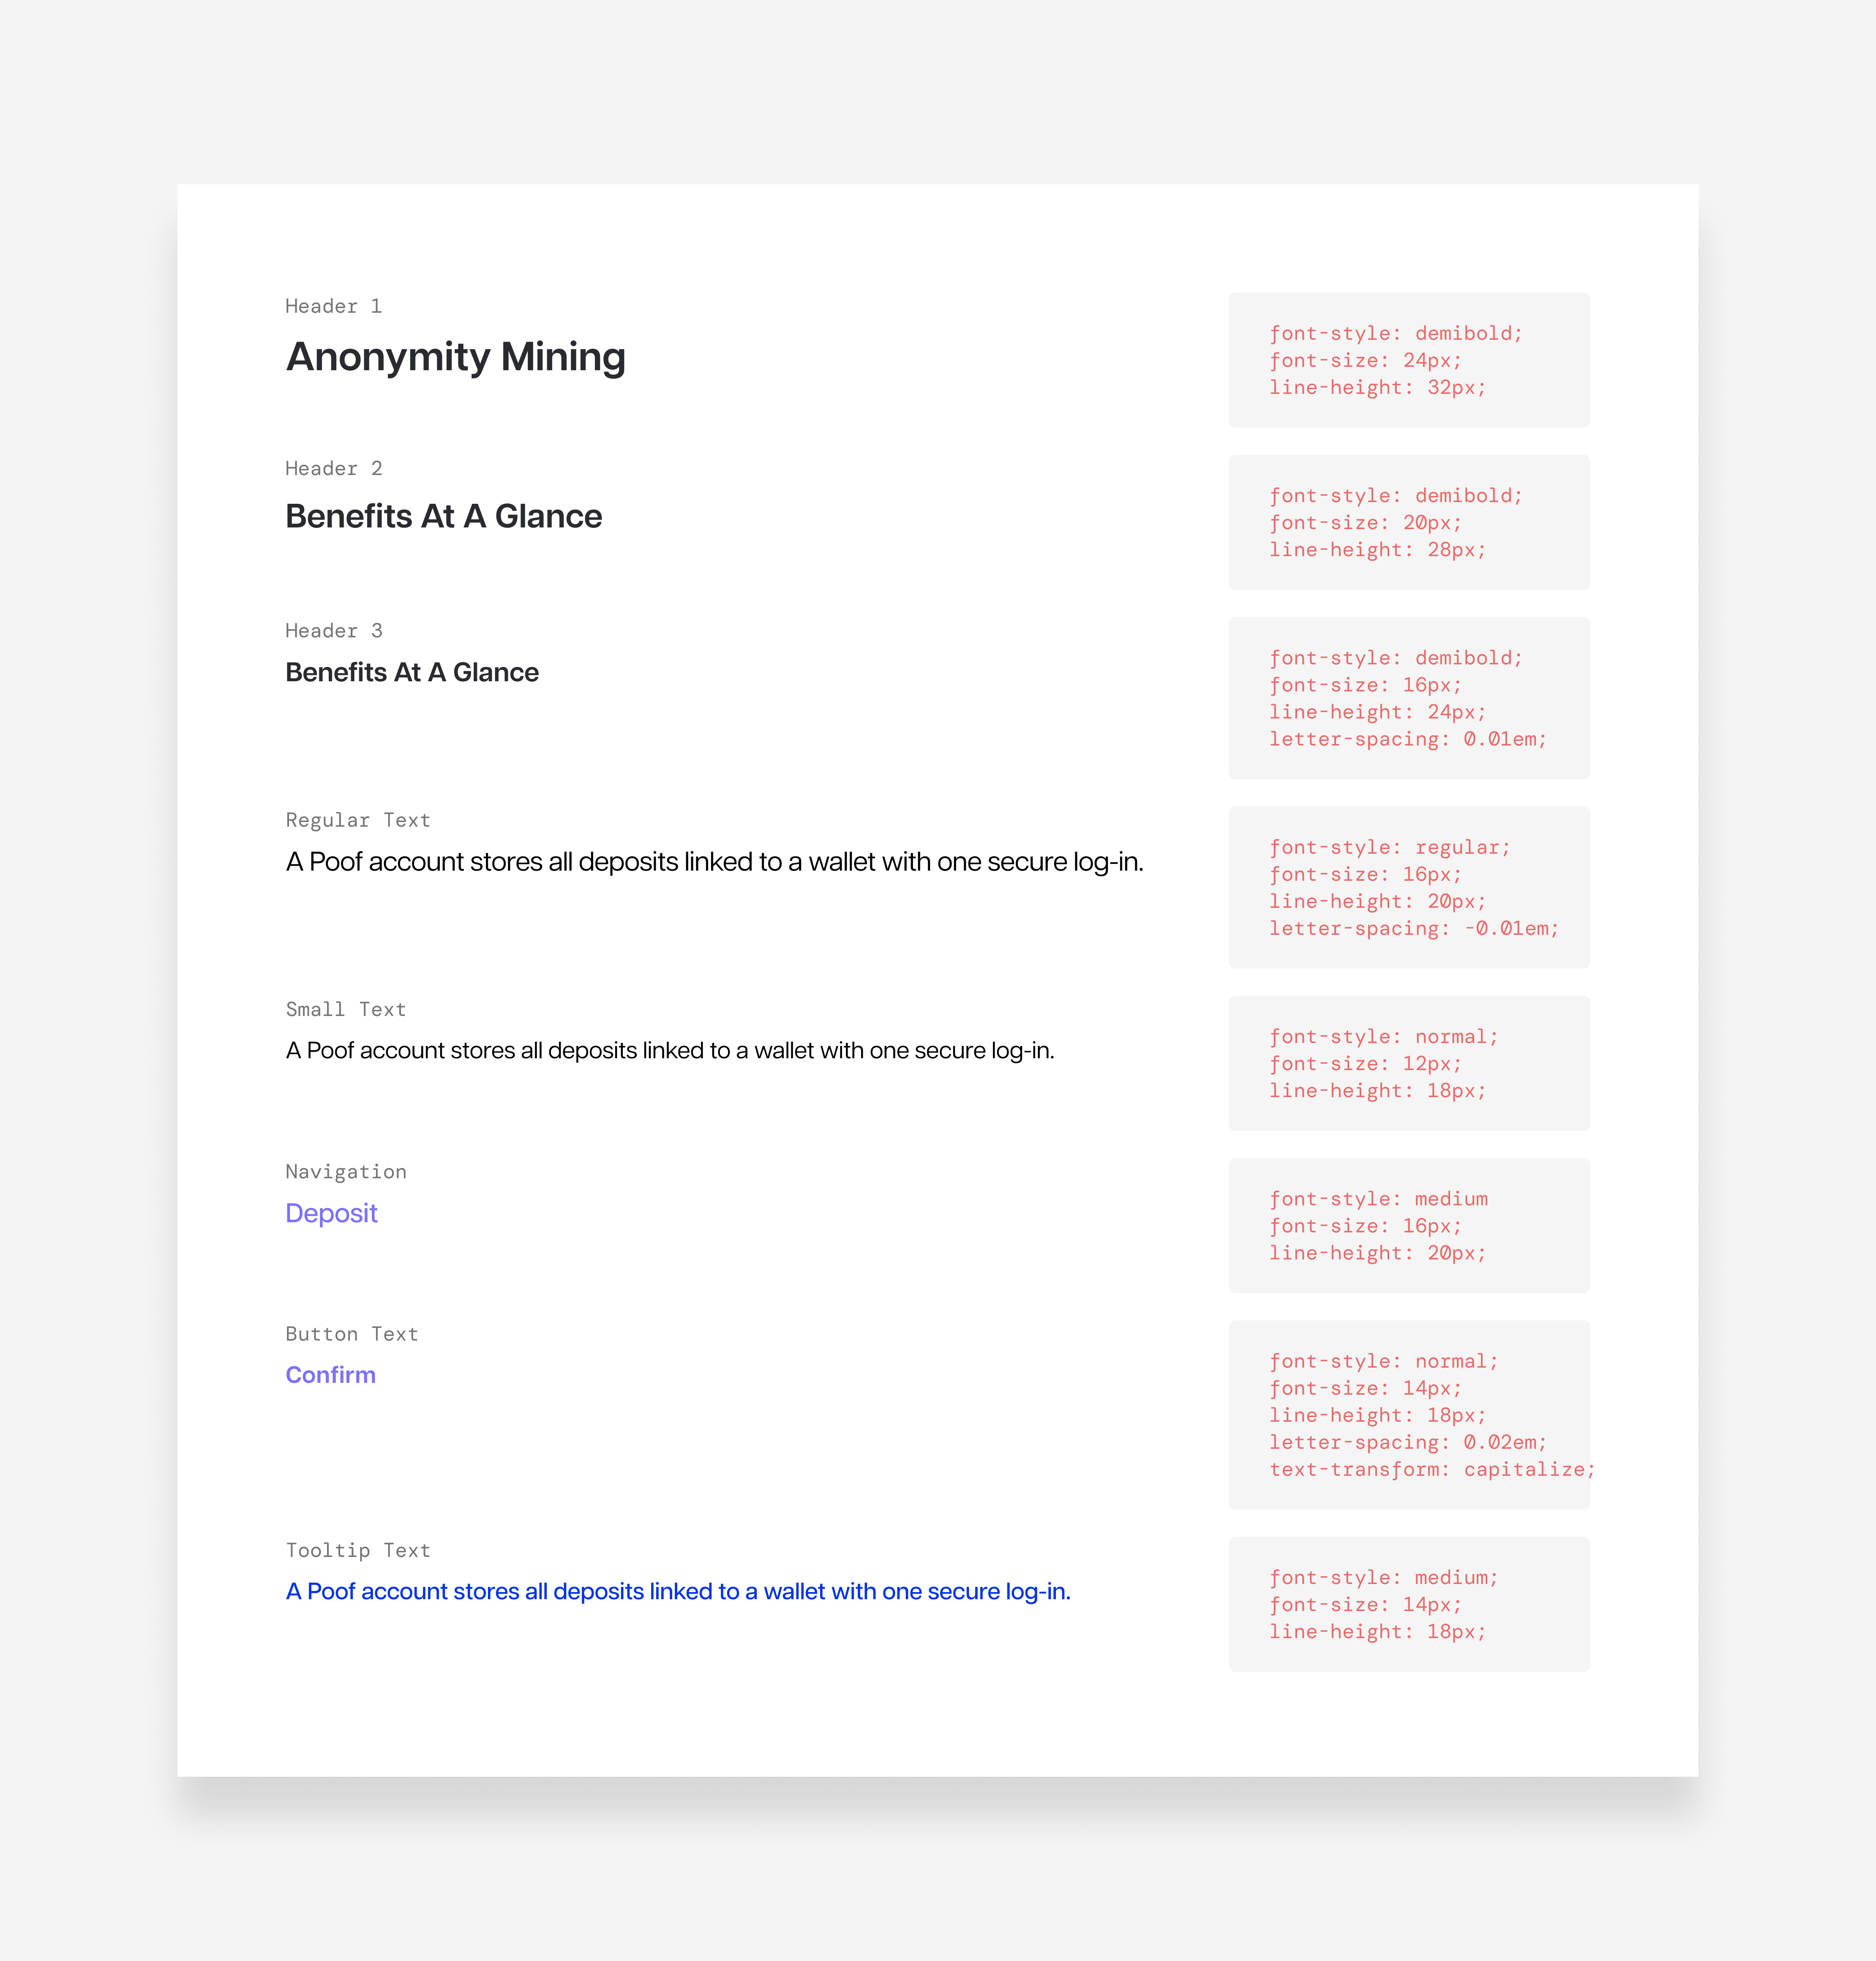 Header 1
Anonymity Mining
font-style: demibold;
font-size: 24px;
line-height: 32px;
Header 2
Benefits At A Glance
font-style: demibold;
font-size: 20px;
line-height: 28px;
Header 3
Benefits At A Glance
font-style: demibold;
font-size: 16px;
line-height: 24px;
letter-spacing: 0.01em;
Regular Text
A Poof account stores all deposits linked to a wallet with one secure log-in.
font-style: regular;
font-size: 16px;
line-height: 20px;
letter-spacing: -0.01em;
Small Text
A Poof account stores all deposits linked to a wallet with one secure log-in.
font-style: normal;
font-size: 12px;
line-height: 18px;
Navigation
Deposit
font-style: medium
font-size: 16px;
line-height: 20px;
Button Text
Confirm
font-style: normal;
font-size: 14px;
line-height: 18px;
letter-spacing: 0.02em;
text-transform: capitalize;
Tooltip Text
A Poof account stores all deposits linked to a wallet with one secure log-in.
font-style: medium;
font-size: 14px;
line-height: 18px;